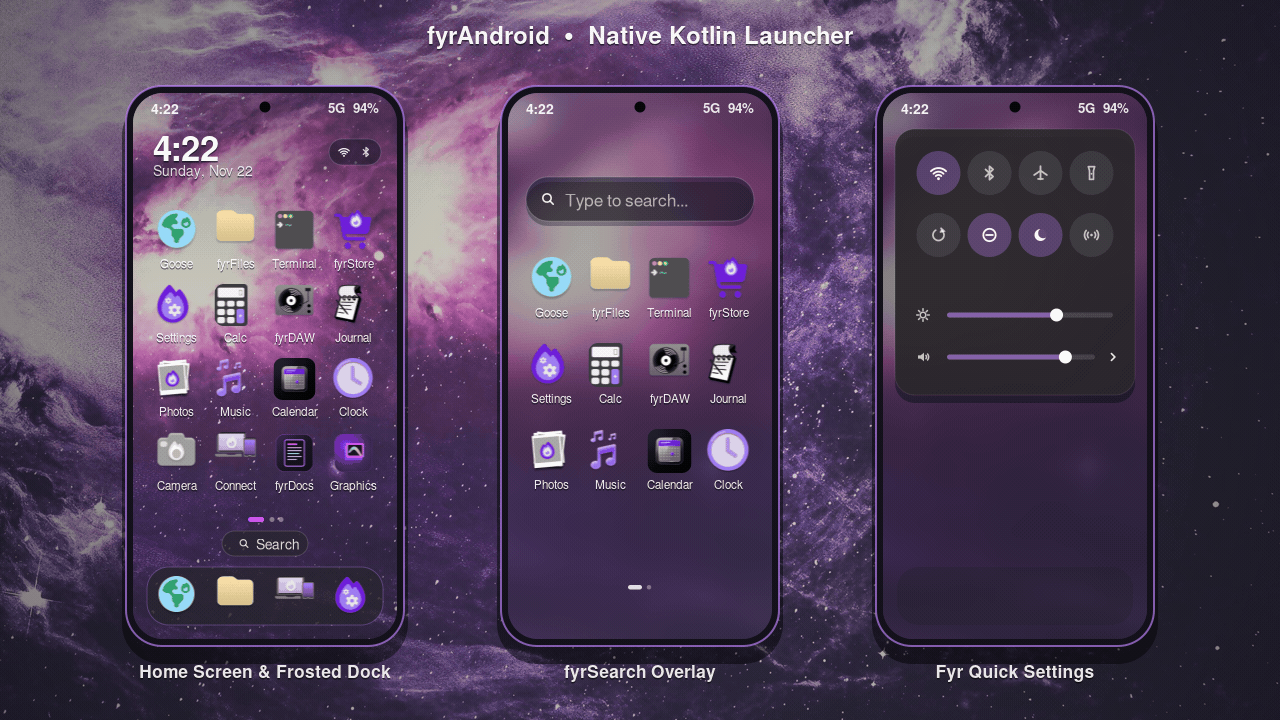 fyrAndroid • Native Kotlin Launcher
4:22 5G 94%
4:22
Sunday, Nov 22
Goose fyrFiles Terminal fyrStore
Settings Calc fyrDAW Journal
Photos Music Calendar Clock
Camera Connect fyrDocs Graphics
Search
Home Screen & Frosted Dock
4:22 5G 94%
Type to search...
Goose fyrFiles Terminal fyrStore
Settings Calc fyrDAW Journal
Photos Music Calendar Clock
fyrSearch Overlay
4:22 5G 94%
Fyr Quick Settings